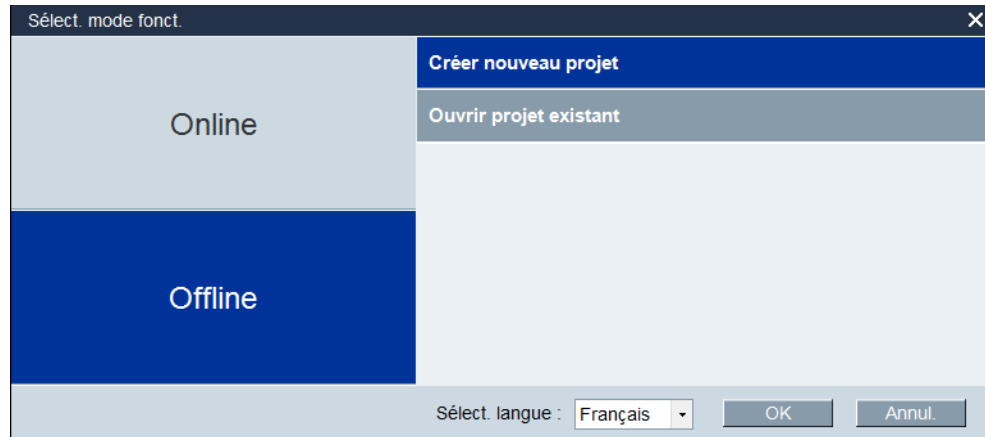 Sélect. mode fonct.
Online
Offline
Créer nouveau projet
Ouvrir projet existant
Sélect. langue : Français OK Annul.